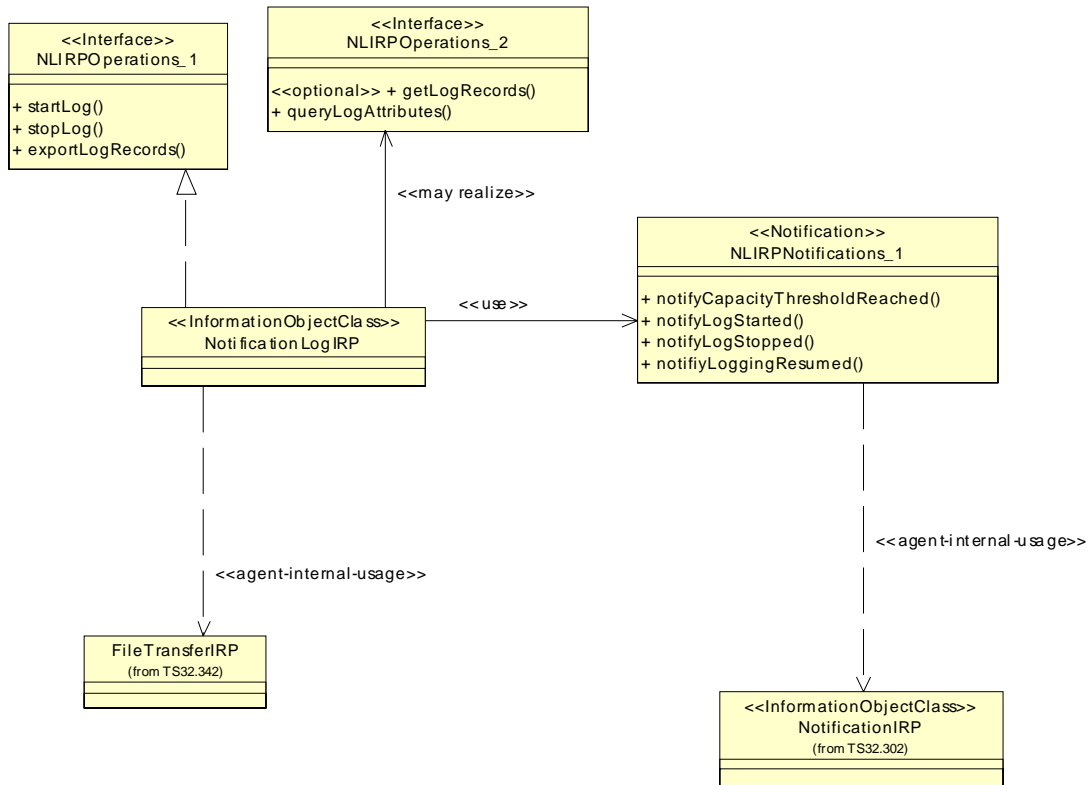 <<Interface>>
NLIRPOperations_1
+ startLog()
+ stopLog()
+ exportLogRecords()
<<Interface>>
NLIRPOperations_2
<<optional>> + getLogRecords()
+ queryLogAttributes()
<<may realize>>
<<Notification>>
NLIRPNotifications_1
+ notifyCapacityThresholdReached()
+ notifyLogStarted()
+ notifyLogStopped()
+ notifiyLoggingResumed()
<<use>>
<<InformationObjectClass>>
NotificationLogIRP
<<agent-internal-usage>>
<<agent-internal-usage>>
FileTransferIRP
(from TS32.342)
<<InformationObjectClass>>
NotificationIRP
(from TS32.302)